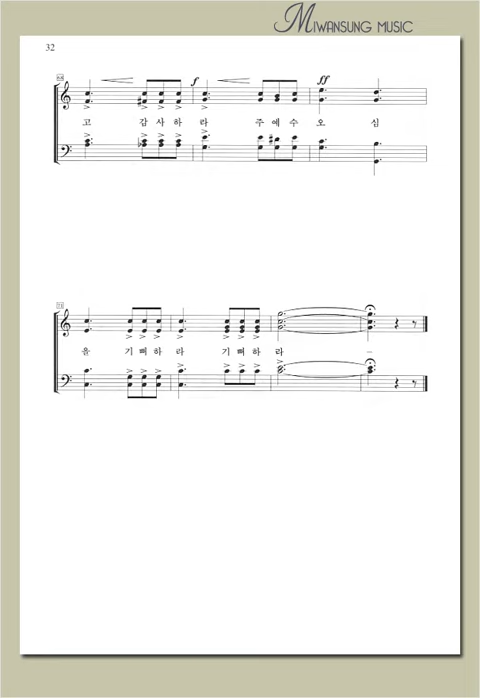 MIWANSUNG MUSIC
32
f
ff
고 감 사 하 라 주 예 수 오 심
을 기 뻐 하 라 기 뻐 하 라